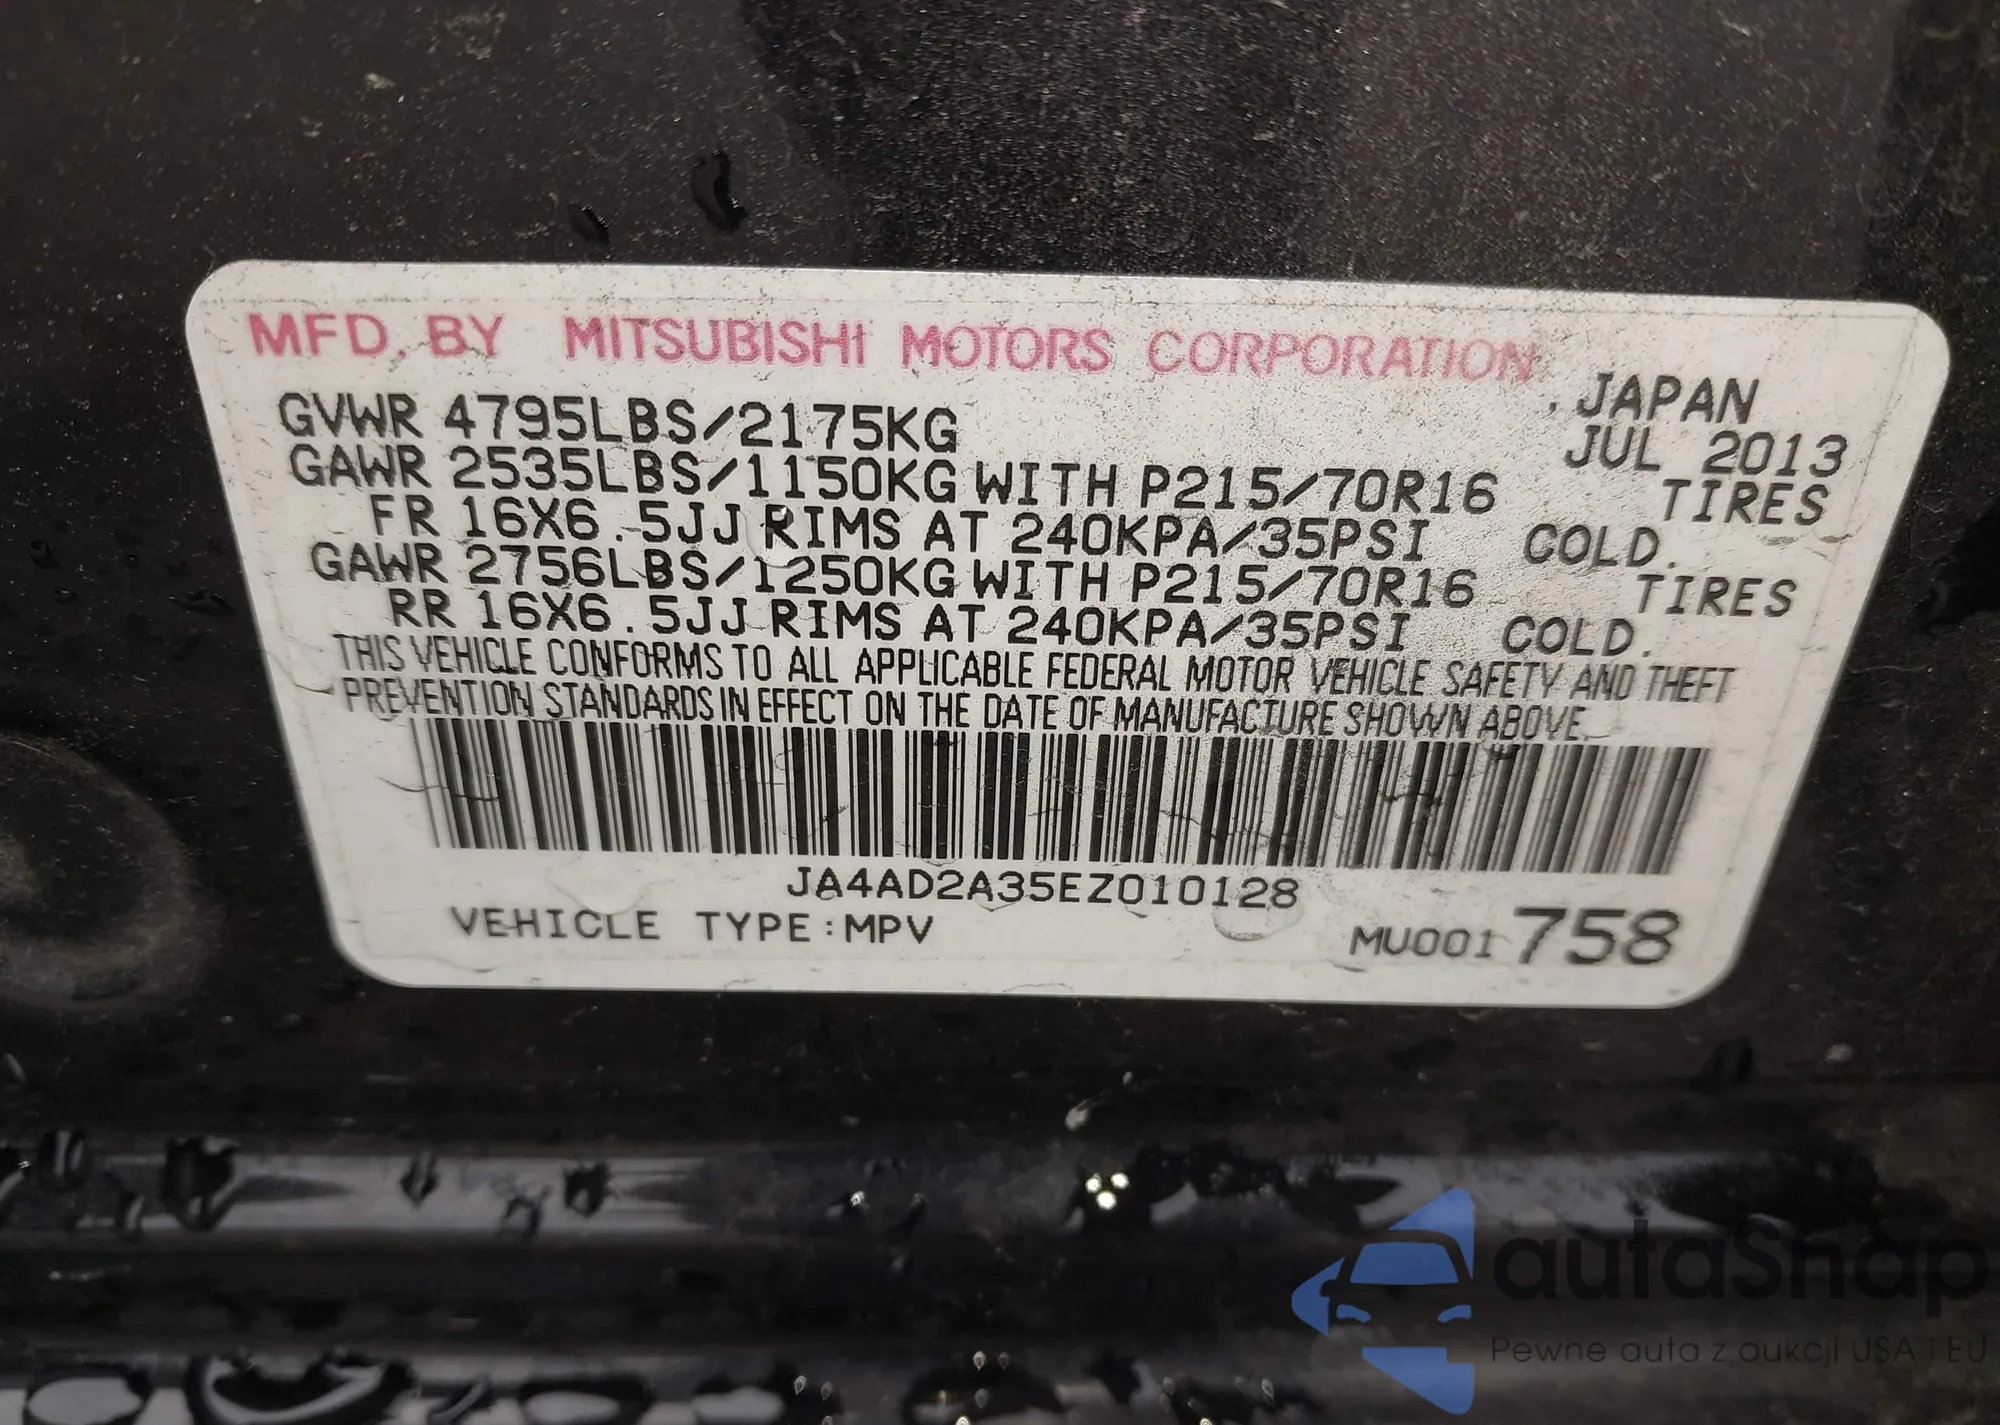 MFD. BY MITSUBISHI MOTORS CORPORATION
JAPAN
GVWR 4795LBS/2175KG
JUL 2013
GAWR 2535LBS/1150KG WITH P215/70R16 TIRES
FR 16X6.5JJ RIMS AT 240KPA/35PSI COLD.
GAWR 2756LBS/1250KG WITH P215/70R16 TIRES
RR 16X6.5JJ RIMS AT 240KPA/35PSI COLD.
THIS VEHICLE CONFORMS TO ALL APPLICABLE FEDERAL MOTOR VEHICLE SAFETY AND THEFT
PREVENTION STANDARDS IN EFFECT ON THE DATE OF MANUFACTURE SHOWN ABOVE.
JA4AD2A35EZ010128
VEHICLE TYPE:MPV
MU001 758
autoSnap
Pewne auta z aukcji USA i EU